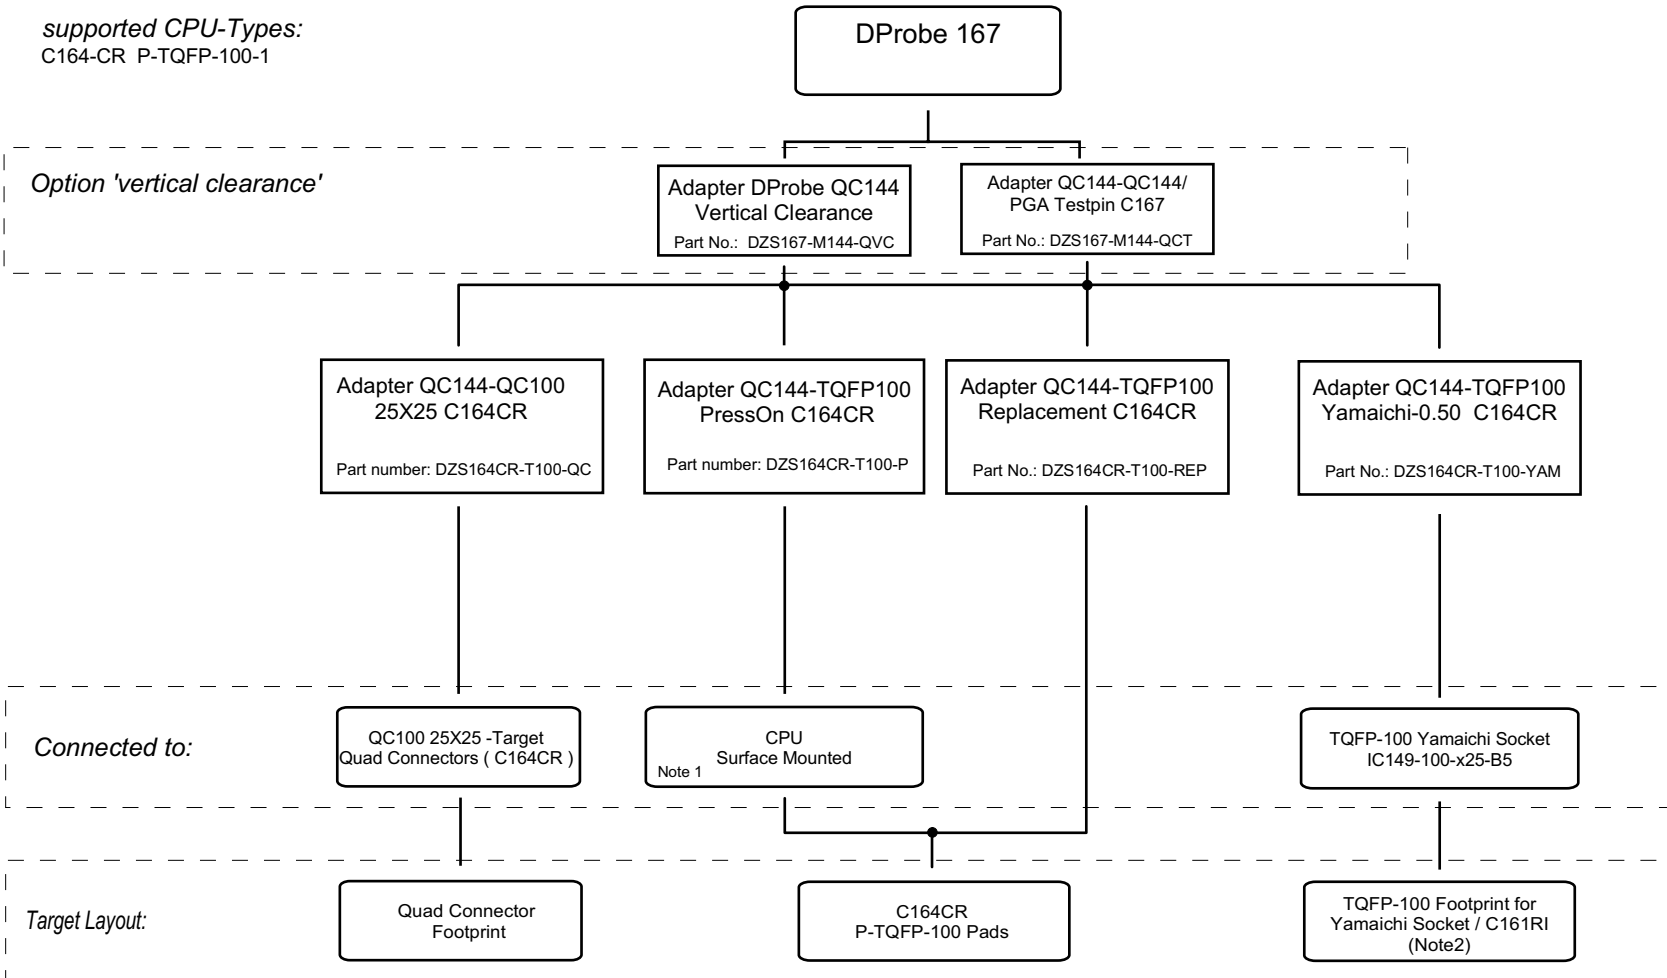 supported CPU-Types:
C164-CR P-TQFP-100-1
DProbe 167
Option 'vertical clearance'
Adapter DProbe QC144
Vertical Clearance
Part No.: DZS167-M144-QVC
Adapter QC144-QC144/
PGA Testpin C167
Part No.: DZS167-M144-QCT
Adapter QC144-QC100
25X25 C164CR
Part number: DZS164CR-T100-QC
Adapter QC144-TQFP100
PressOn C164CR
Part number: DZS164CR-T100-P
Adapter QC144-TQFP100
Replacement C164CR
Part No.: DZS164CR-T100-REP
Adapter QC144-TQFP100
Yamaichi-0.50 C164CR
Part No.: DZS164CR-T100-YAM
Connected to:
QC100 25X25 -Target
Quad Connectors ( C164CR )
CPU
Surface Mounted
Note 1
TQFP-100 Yamaichi Socket
IC149-100-x25-B5
Target Layout:
Quad Connector
Footprint
C164CR
P-TQFP-100 Pads
TQFP-100 Footprint for
Yamaichi Socket / C161RI
(Note2)